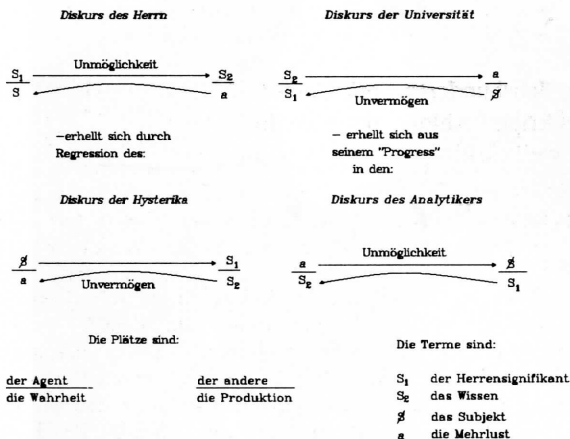 Diskurs des Herrn
Diskurs der Universität
Unmöglichkeit
S₁ S₂
S a
S₂ a
S₁ $
Unvermögen
–erhellt sich durch
Regression des:
– erhellt sich aus
seinem "Progress"
in den:
Diskurs der Hysterika
Diskurs des Analytikers
$ S₁
a S₂
Unvermögen
Unmöglichkeit
a $
S₂ S₁
Die Plätze sind:
der Agent der andere
die Wahrheit die Produktion
Die Terme sind:
S₁ der Herrensignifikant
S₂ das Wissen
$ das Subjekt
a die Mehrlust